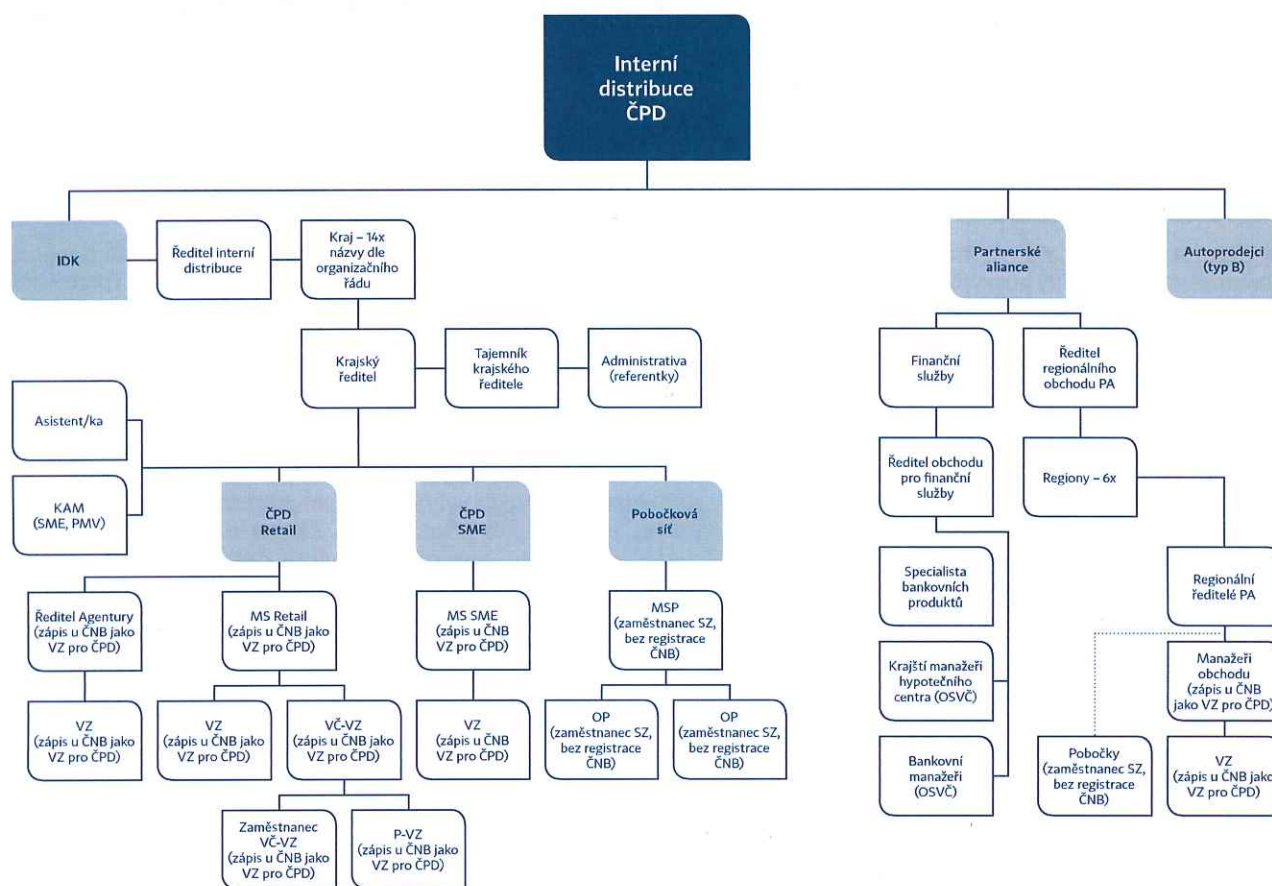 Interní
distribuce
ČPD
IDK
Ředitel interní
distribuce
Kraj – 14x
názvy dle
organizačního
řádu
Partnerské
aliance
Autoprodejci
(typ B)
Krajský
ředitel
Tajemník
krajského
ředitele
Administrativa
(referentky)
Finanční
služby
Ředitel
regionálního
obchodu PA
Asistent/ka
KAM
(SME, PMV)
Ředitel obchodu
pro finanční
služby
Regiony – 6x
ČPD
Retail
ČPD
SME
Pobočková
síť
Ředitel Agentury
(zápis u ČNB jako
VZ pro ČPD)
MS Retail
(zápis u ČNB jako
VZ pro ČPD)
MS SME
(zápis u ČNB
VZ pro ČPD)
MSP
(zaměstnanec SZ,
bez registrace
ČNB)
Specialista
bankovních
produktů
Regionální
ředitelé PA
VZ
(zápis u ČNB jako
VZ pro ČPD)
VZ
(zápis u ČNB jako
VZ pro ČPD)
VČ-VZ
(zápis u ČNB jako
VZ pro ČPD)
VZ
(zápis u ČNB
VZ pro ČPD)
OP
(zaměstnanec SZ,
bez registrace
ČNB)
OP
(zaměstnanec SZ,
bez registrace
ČNB)
Krajští manažeři
hypotečního
centra (OSVČ)
Manažeři
obchodu
(zápis u ČNB
jako VZ pro ČPD)
Bankovní
manažeři
(OSVČ)
Pobočky
(zaměstnanec SZ,
bez registrace
ČNB)
VZ
(zápis u ČNB jako
VZ pro ČPD)
Zaměstnanec
VČ-VZ
(zápis u ČNB jako
VZ pro ČPD)
P-VZ
(zápis u ČNB jako
VZ pro ČPD)